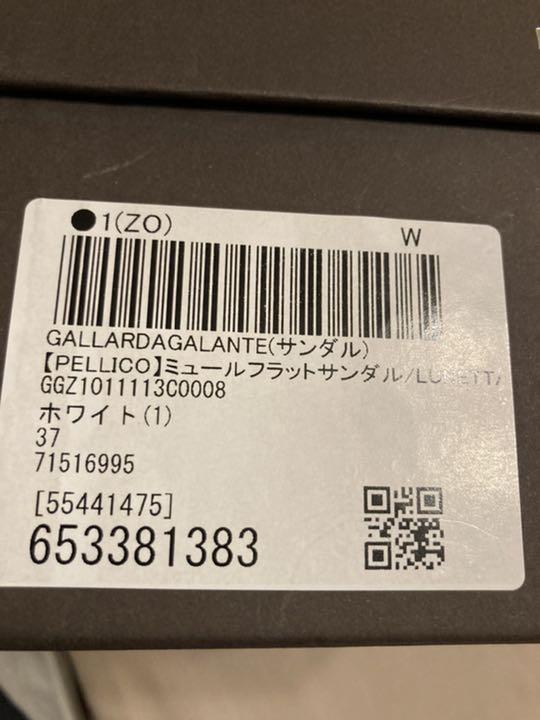 ●1(ZO)
W
GALLARDAGALANTE(サンダル)
【PELLICO】ミュールフラットサンダル/LUNETTA
GGZ1011113C0008
ホワイト(1)
37
71516995
[55441475]
653381383